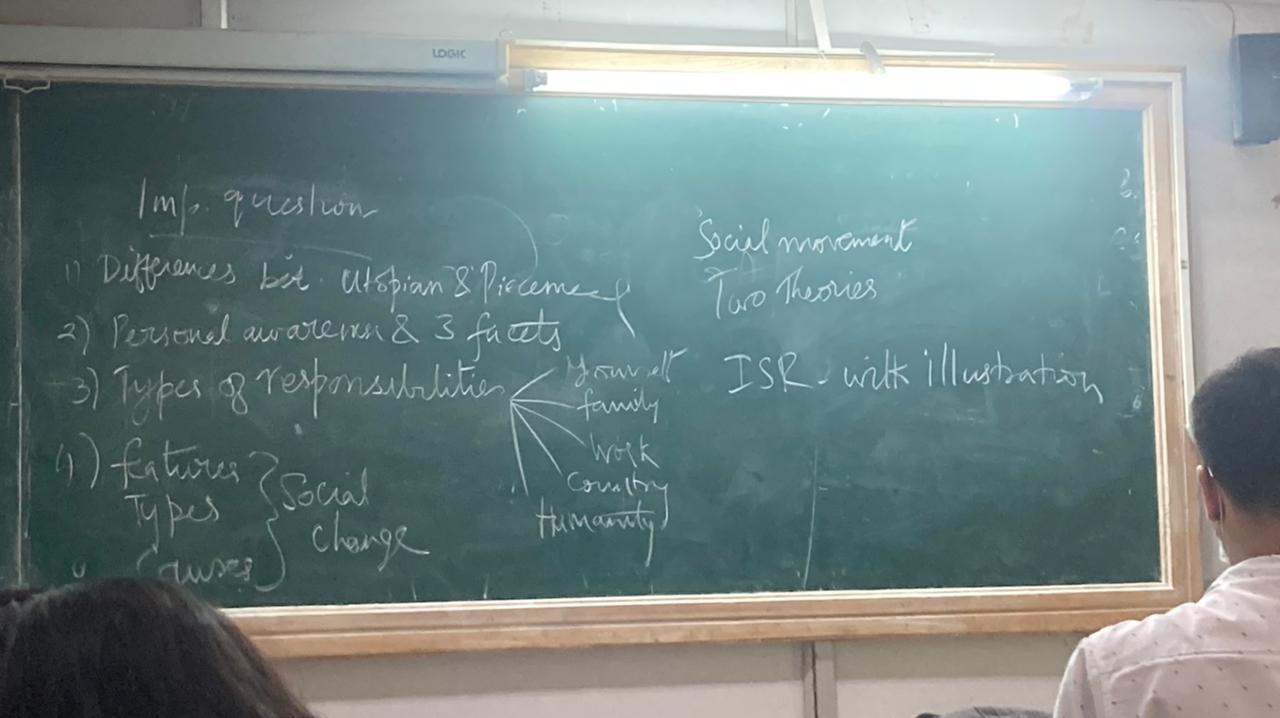 LOGIC
Imp. question
1) Differences bet. Utopian & Piecemeal
2) Personal awareness & 3 facets
3) Types of responsibilities
Yourself
family
Work
Country
Humanity
4) features
Types
Causes
Social
change
Social movement
Two Theories
ISR - with illustration